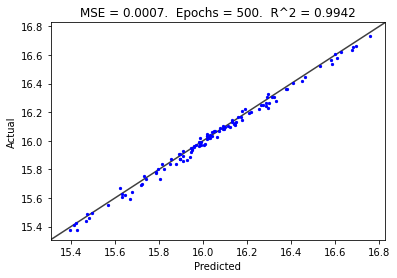 MSE = 0.0007.  Epochs = 500.  R^2 = 0.9942
Actual
16.8
16.6
16.4
16.2
16.0
15.8
15.6
15.4
15.4 15.6 15.8 16.0 16.2 16.4 16.6 16.8
Predicted